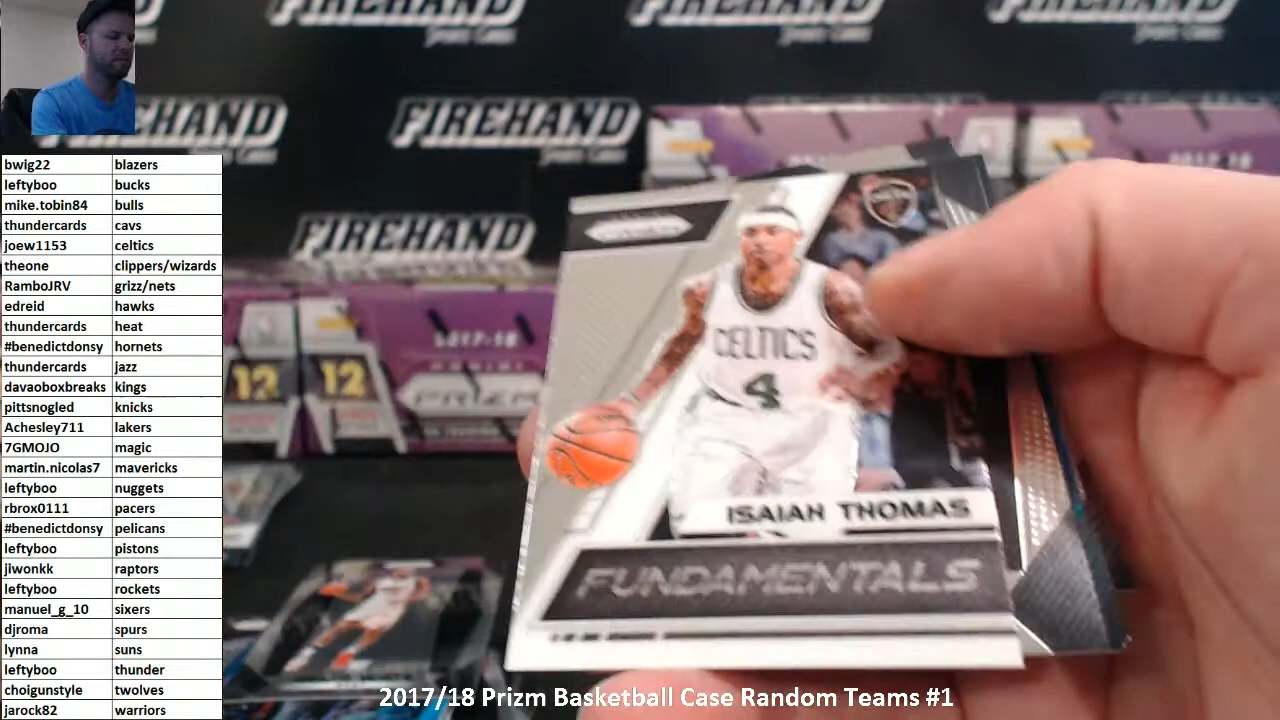 FIREHAND
FIREHAND
FIREHAND
FIREHAND
FIREHAND
bwig22 blazers
leftyboo bucks
mike.tobin84 bulls
thundercards cavs
joew1153 celtics
theone clippers/wizards
RamboJRV grizz/nets
edreid hawks
thundercards heat
#benedictdonsy hornets
thundercards jazz
davaoboxbreaks kings
pittsnogled knicks
Achesley711 lakers
7GMOJO magic
martin.nicolas7 mavericks
leftyboo nuggets
rbrox0111 pacers
#benedictdonsy pelicans
leftyboo pistons
jiwonkk raptors
leftyboo rockets
manuel_g_10 sixers
djroma spurs
lynna suns
leftyboo thunder
choigunstyle twolves
jarock82 warriors
12
12
2017-18
PRIZM
CELTICS
4
ISAIAH THOMAS
FUNDAMENTALS
2017-18
2017/18 Prizm Basketball Case Random Teams #1